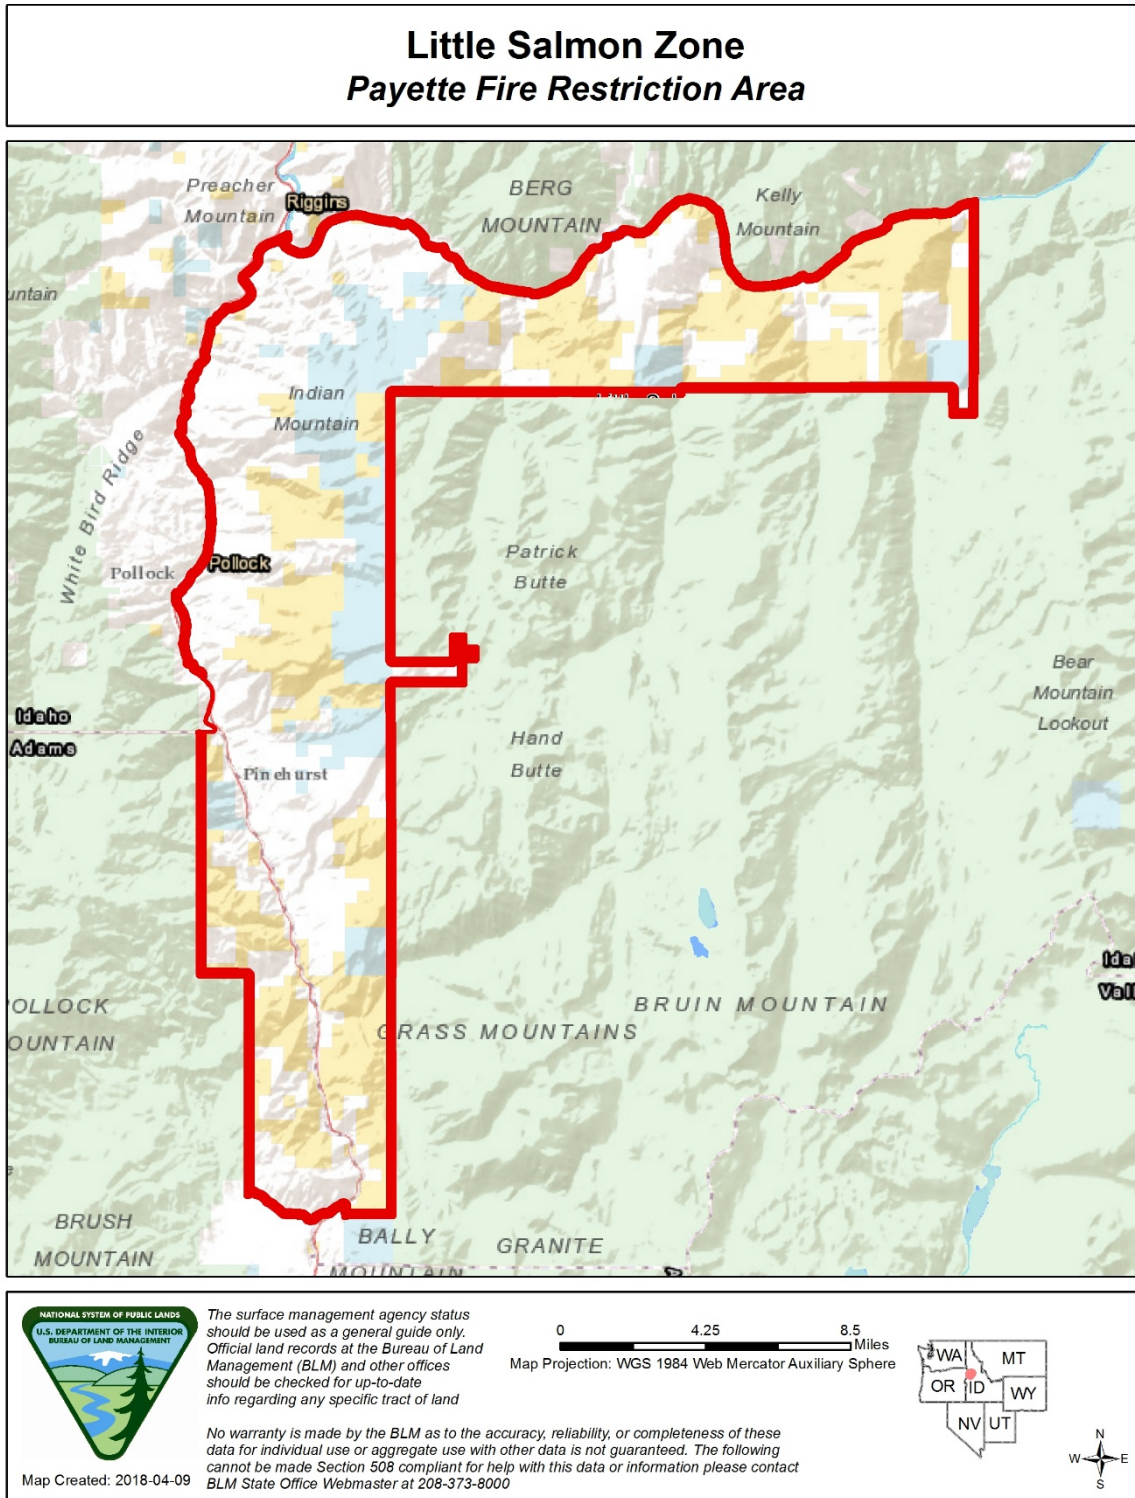 Little Salmon Zone
Payette Fire Restriction Area
Preacher
Mountain
Riggins
BERG
MOUNTAIN
Kelly
Mountain
untain
Indian
Mountain
White Bird Ridge
Pollock
Pollock
Patrick
Butte
Bear
Mountain
Lookout
Idaho
Adams
Hand
Butte
Pinehurst
Idal
Vall
OLLOCK
OUNTAIN
GRASS MOUNTAINS
BRUIN MOUNTAIN
BRUSH
MOUNTAIN
BALLY
MOUNTAIN
GRANITE
NATIONAL SYSTEM OF PUBLIC LANDS
U.S. DEPARTMENT OF THE INTERIOR
BUREAU OF LAND MANAGEMENT
Map Created: 2018-04-09
The surface management agency status
should be used as a general guide only.
Official land records at the Bureau of Land
Management (BLM) and other offices
should be checked for up-to-date
info regarding any specific tract of land
No warranty is made by the BLM as to the accuracy, reliability, or completeness of these
data for individual use or aggregate use with other data is not guaranteed. The following
cannot be made Section 508 compliant for help with this data or information please contact
BLM State Office Webmaster at 208-373-8000
0 4.25 8.5
Miles
Map Projection: WGS 1984 Web Mercator Auxiliary Sphere
WA MT
OR ID WY
NV UT
N
W E
S